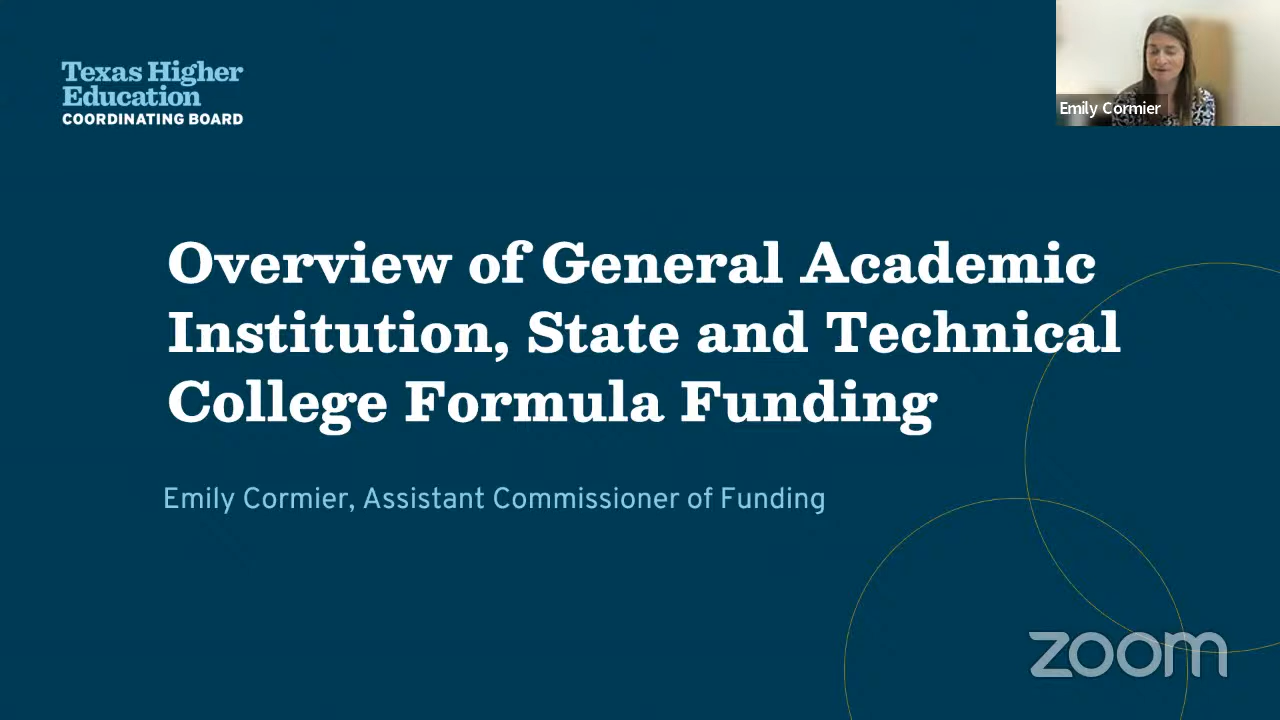 Texas Higher
Education
COORDINATING BOARD
Emily Cormier
Overview of General Academic
Institution, State and Technical
College Formula Funding
Emily Cormier, Assistant Commissioner of Funding
zoom